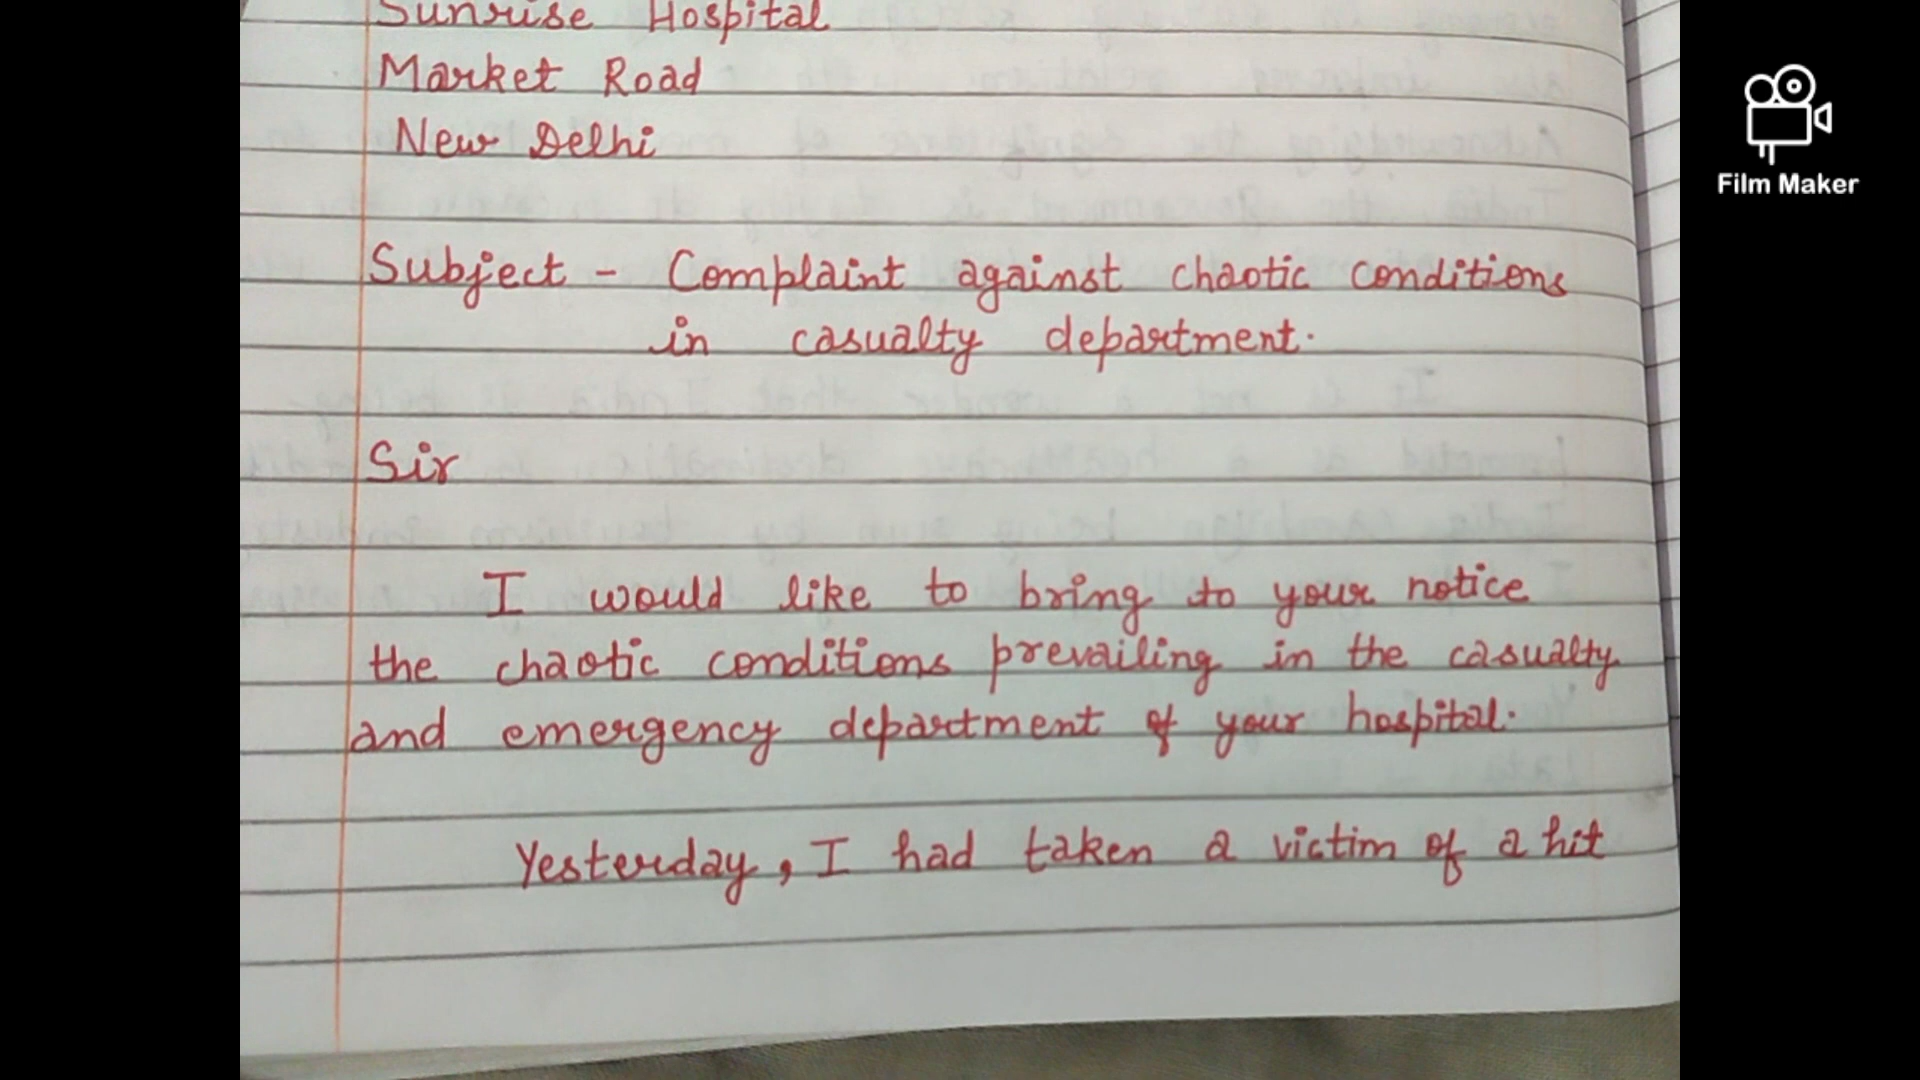 Sunrise Hospital
Market Road
New Delhi
Subject - Complaint against chaotic conditions
in casualty department.
Sir
I would like to bring to your notice
the chaotic conditions prevailing in the casualty
and emergency department of your hospital.
Yesterday, I had taken a victim of a hit
Film Maker